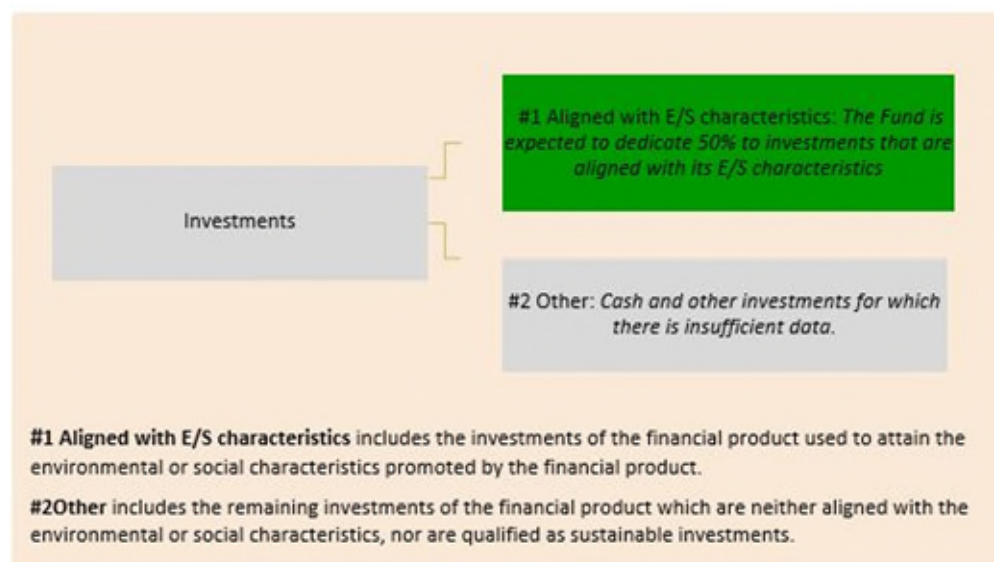 #1 Aligned with E/S characteristics: The Fund is
expected to dedicate 50% to investments that are
aligned with its E/S characteristics
Investments
#2 Other: Cash and other investments for which
there is insufficient data.
#1 Aligned with E/S characteristics includes the investments of the financial product used to attain the
environmental or social characteristics promoted by the financial product.
#2Other includes the remaining investments of the financial product which are neither aligned with the
environmental or social characteristics, nor are qualified as sustainable investments.